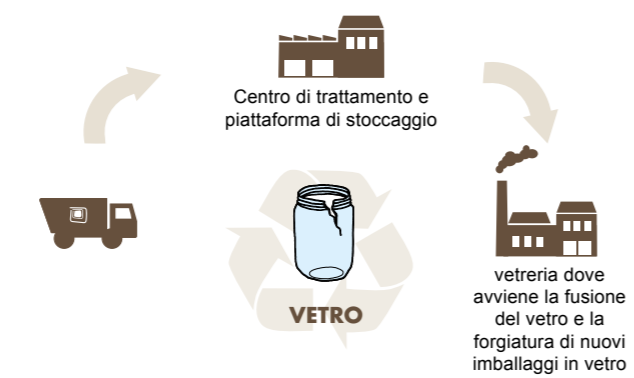 Centro di trattamento e
piattaforma di stoccaggio
VETRO
vetreria dove
avviene la fusione
del vetro e la
forgiatura di nuovi
imballaggi in vetro